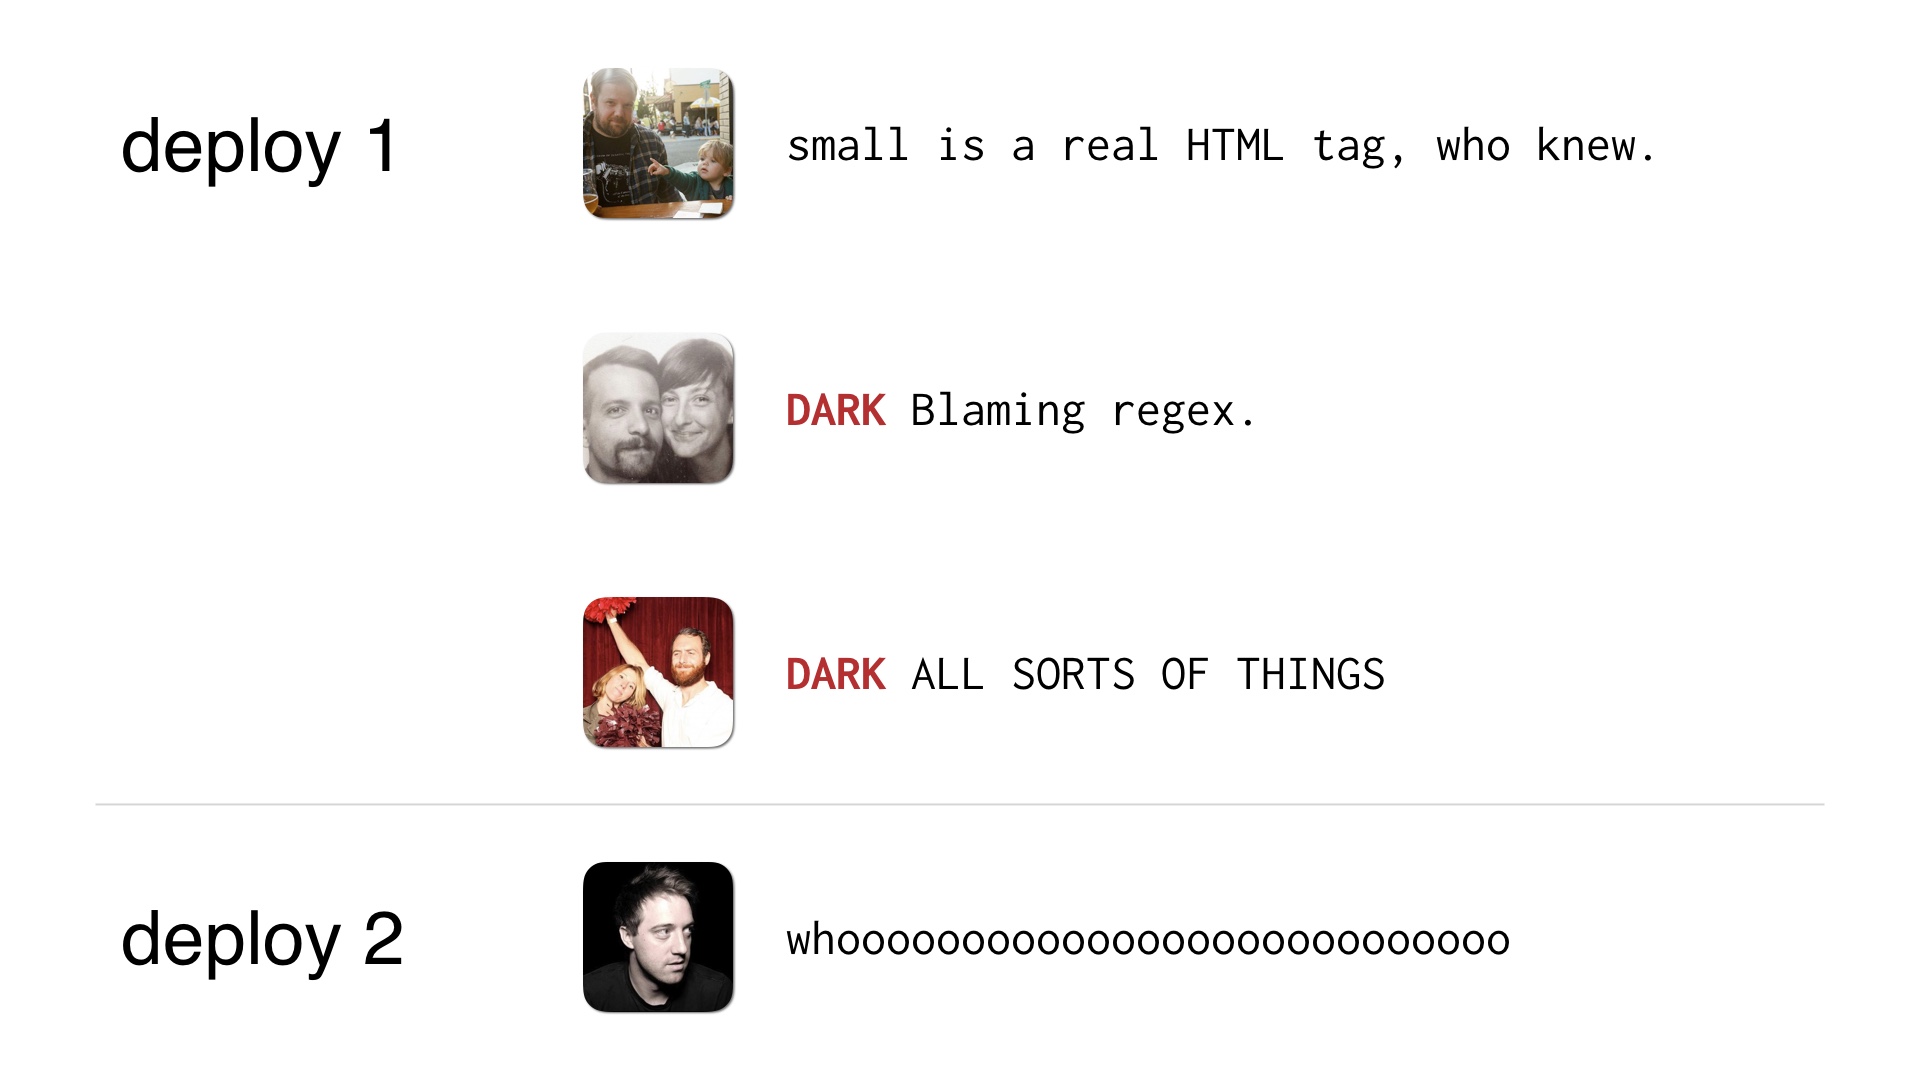 deploy 1
small is a real HTML tag, who knew.
DARK Blaming regex.
DARK ALL SORTS OF THINGS
deploy 2
whooooooooooooooooooooooooooo